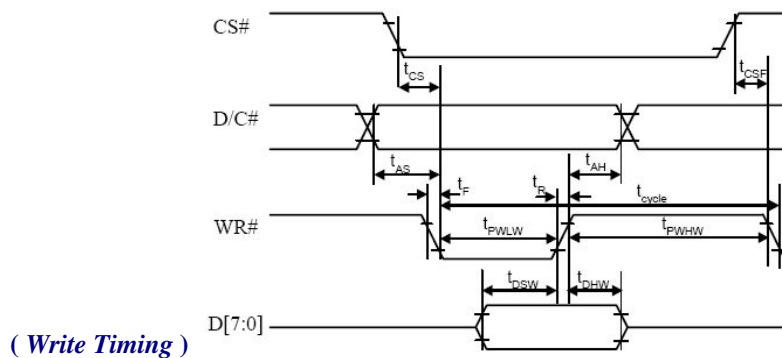 CS#
tCS
tCSF
D/C#
tAS
tAH
tF
tR
tcycle
WR#
tPWLW
tPWHW
tDSW
tDHW
D[7:0]
( Write Timing )